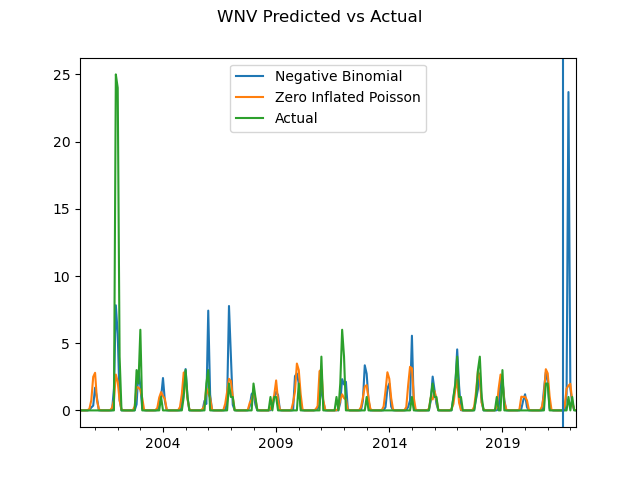 WNV Predicted vs Actual
Negative Binomial
Zero Inflated Poisson
Actual
25
20
15
10
5
0
2004 2009 2014 2019